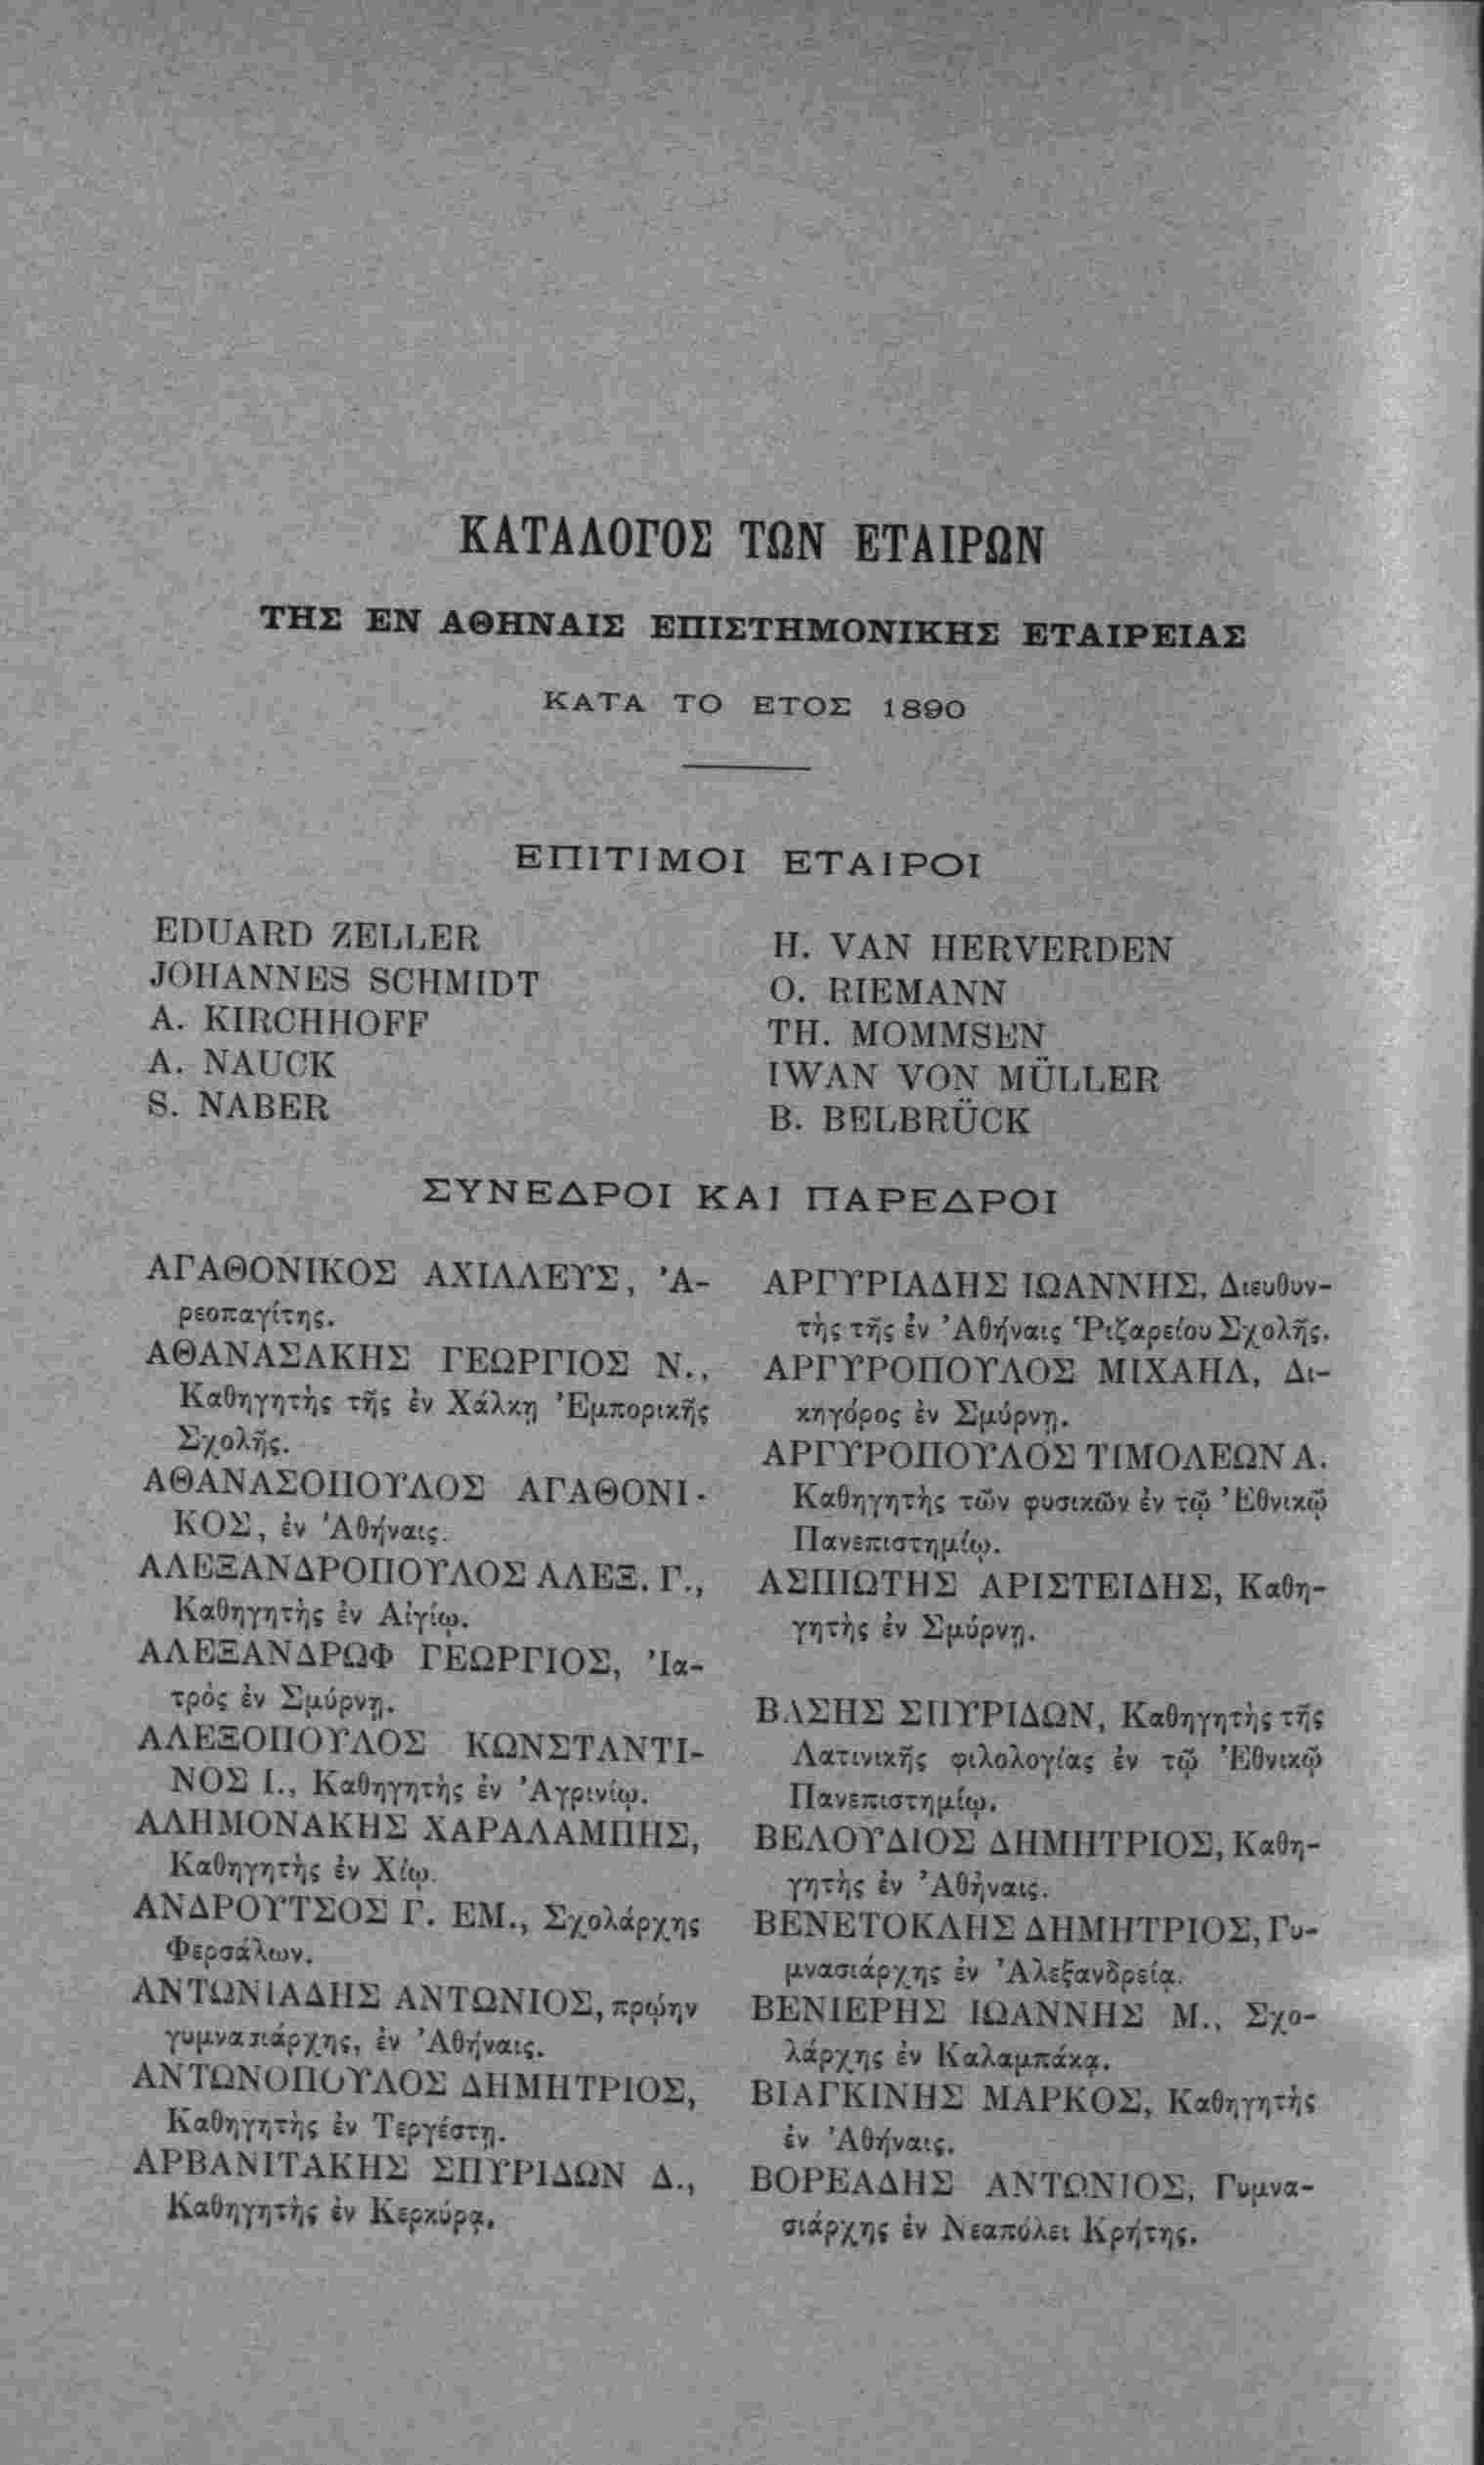 ΚΑΤΑΛΟΓΟΣ ΤΩΝ ΕΤΑΙΡΩΝ
ΤΗΣ ΕΝ ΑΘΗΝΑΙΣ ΕΠΙΣΤΗΜΟΝΙΚΗΣ ΕΤΑΙΡΕΙΑΣ
ΚΑΤΑ ΤΟ ΕΤΟΣ 1890
ΕΠΙΤΙΜΟΙ ΕΤΑΙΡΟΙ
EDUARD ZELLER
JOHANNES SCHMIDT
A. KIRCHHOFF
A. NAUCK
S. NABER
H. VAN HERVERDEN
O. RIEMANN
TH. MOMMSEN
IWAN VON MÜLLER
B. BELBRÜCK
ΣΥΝΕΔΡΟΙ ΚΑΙ ΠΑΡΕΔΡΟΙ
ΑΓΑΘΟΝΙΚΟΣ ΑΧΙΛΛΕΥΣ, Ἀ-
ρεοπαγίτης.
ΑΘΑΝΑΣΑΚΗΣ ΓΕΩΡΓΙΟΣ Ν.,
Καθηγητὴς τῆς ἐν Χάλκῃ Ἐμπορικῆς
Σχολῆς.
ΑΘΑΝΑΣΟΠΟΥΛΟΣ ΑΓΑΘΟΝΙ-
ΚΟΣ, ἐν Ἀθήναις.
ΑΛΕΞΑΝΔΡΟΠΟΥΛΟΣ ΑΛΕΞ. Γ.,
Καθηγητὴς ἐν Αἰγίῳ.
ΑΛΕΞΑΝΔΡΩΦ ΓΕΩΡΓΙΟΣ, Ἰα-
τρὸς ἐν Σμύρνῃ.
ΑΛΕΞΟΠΟΥΛΟΣ ΚΩΝΣΤΑΝΤΙ-
ΝΟΣ Ι., Καθηγητὴς ἐν Ἀγρινίῳ.
ΑΛΗΜΟΝΑΚΗΣ ΧΑΡΑΛΑΜΠΗΣ,
Καθηγητὴς ἐν Χίῳ.
ΑΝΔΡΟΥΤΣΟΣ Γ. ΕΜ., Σχολάρχης
Φερσάλων.
ΑΝΤΩΝΙΑΔΗΣ ΑΝΤΩΝΙΟΣ, πρώην
γυμνασιάρχης, ἐν Ἀθήναις.
ΑΝΤΩΝΟΠΟΥΛΟΣ ΔΗΜΗΤΡΙΟΣ,
Καθηγητὴς ἐν Τεργέστῃ.
ΑΡΒΑΝΙΤΑΚΗΣ ΣΠΥΡΙΔΩΝ Δ.,
Καθηγητὴς ἐν Κερκύρᾳ.
ΑΡΓΥΡΙΑΔΗΣ ΙΩΑΝΝΗΣ, Διευθυν-
τὴς τῆς ἐν Ἀθήναις Ῥιζαρείου Σχολῆς.
ΑΡΓΥΡΟΠΟΥΛΟΣ ΜΙΧΑΗΛ, Δι-
κηγόρος ἐν Σμύρνῃ.
ΑΡΓΥΡΟΠΟΥΛΟΣ ΤΙΜΟΛΕΩΝ Α.
Καθηγητὴς τῶν φυσικῶν ἐν τῷ Ἐθνικῷ
Πανεπιστημίῳ.
ΑΣΠΙΩΤΗΣ ΑΡΙΣΤΕΙΔΗΣ, Καθη-
γητὴς ἐν Σμύρνῃ.
ΒΑΣΗΣ ΣΠΥΡΙΔΩΝ, Καθηγητὴς τῆς
Λατινικῆς φιλολογίας ἐν τῷ Ἐθνικῷ
Πανεπιστημίῳ.
ΒΕΛΟΥΔΙΟΣ ΔΗΜΗΤΡΙΟΣ, Καθη-
γητὴς ἐν Ἀθήναις.
ΒΕΝΕΤΟΚΛΗΣ ΔΗΜΗΤΡΙΟΣ, Γυ-
μνασιάρχης ἐν Ἀλεξανδρείᾳ.
ΒΕΝΙΕΡΗΣ ΙΩΑΝΝΗΣ Μ., Σχο-
λάρχης ἐν Καλαμπάκᾳ.
ΒΙΑΓΚΙΝΗΣ ΜΑΡΚΟΣ, Καθηγητὴς
ἐν Ἀθήναις.
ΒΟΡΕΑΔΗΣ ΑΝΤΩΝΙΟΣ, Γυμνα-
σιάρχης ἐν Νεαπόλει Κρήτης.